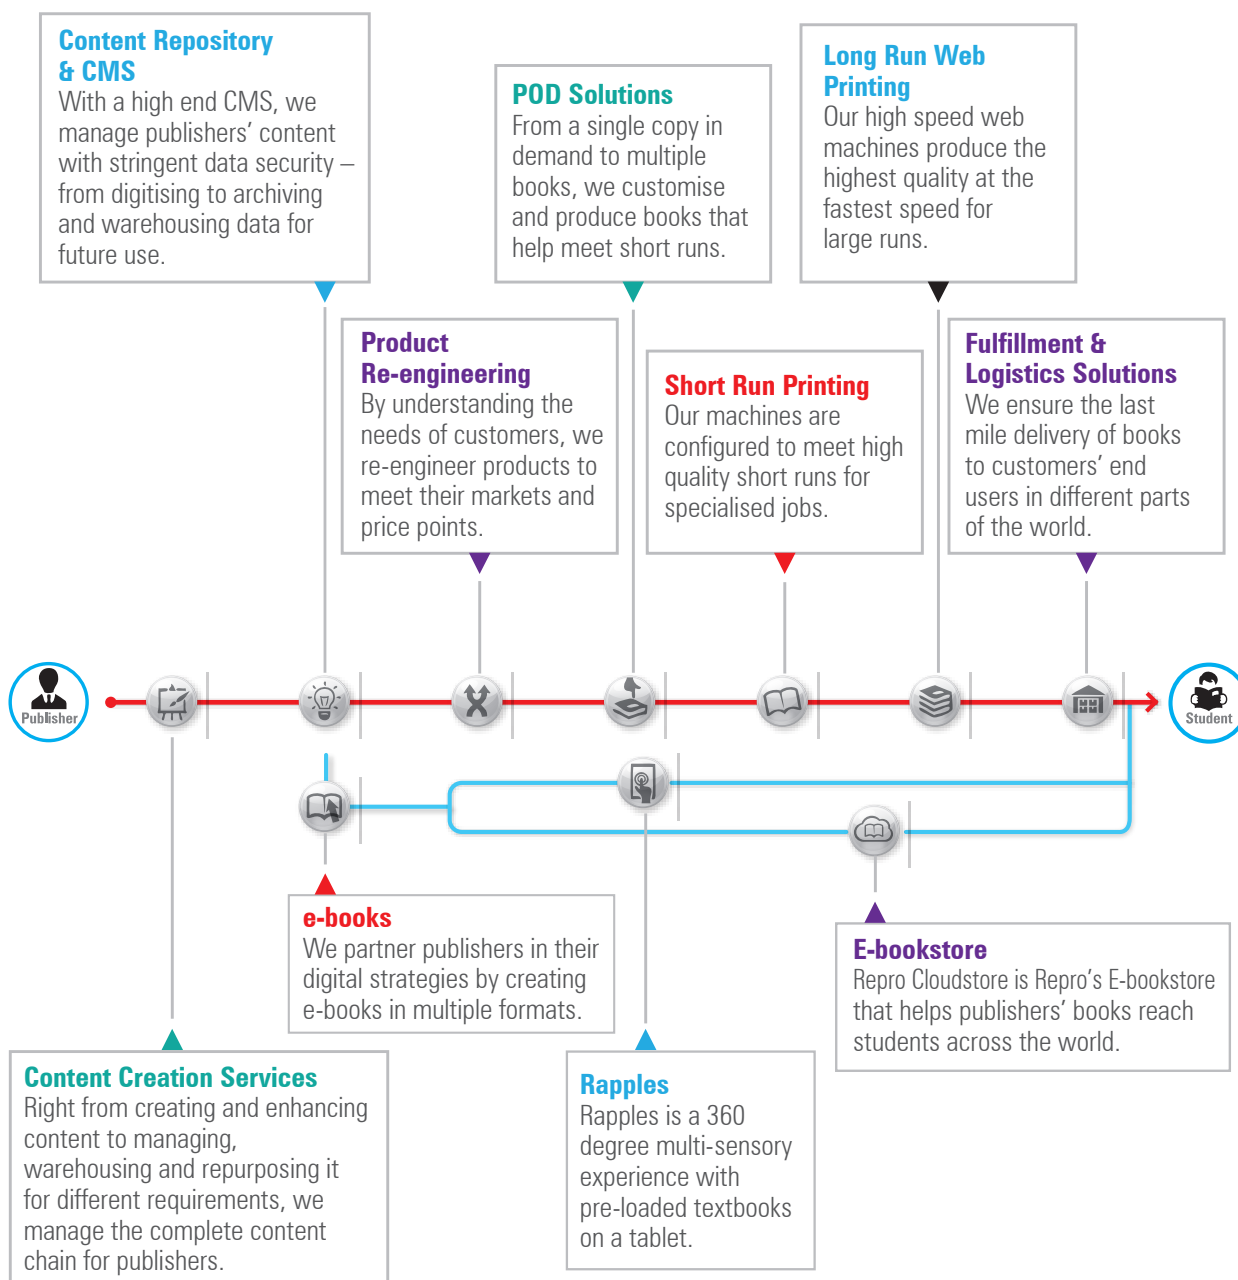 Content Repository
& CMS
With a high end CMS, we
manage publishers’ content
with stringent data security –
from digitising to archiving
and warehousing data for
future use.
POD Solutions
From a single copy in
demand to multiple
books, we customise
and produce books that
help meet short runs.
Long Run Web
Printing
Our high speed web
machines produce the
highest quality at the
fastest speed for
large runs.
Product
Re-engineering
By understanding the
needs of customers, we
re-engineer products to
meet their markets and
price points.
Short Run Printing
Our machines are
configured to meet high
quality short runs for
specialised jobs.
Fulfillment &
Logistics Solutions
We ensure the last
mile delivery of books
to customers’ end
users in different parts
of the world.
Publisher
Student
e-books
We partner publishers in their
digital strategies by creating
e-books in multiple formats.
E-bookstore
Repro Cloudstore is Repro’s E-bookstore
that helps publishers’ books reach
students across the world.
Content Creation Services
Right from creating and enhancing
content to managing,
warehousing and repurposing it
for different requirements, we
manage the complete content
chain for publishers.
Rapples
Rapples is a 360
degree multi-sensory
experience with
pre-loaded textbooks
on a tablet.